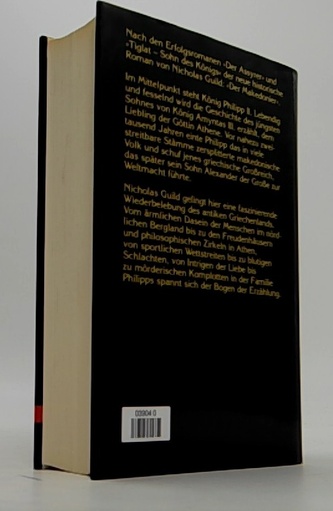 Nach den Erfolgsromanen ›Der Assyrer‹ und
›Tiglat – Sohn des Königs‹ der neue historische
Roman von Nicholas Guild: ›Der Makedonier‹
Im Mittelpunkt steht König Philipp II. Lebendig
und fesselnd wird die Geschichte des jüngsten
Sohnes von König Amyntas III. erzählt, dem
Liebling der Göttin Athene. Vor nahezu zwei-
tausend Jahren einte Philipp das in viele
streitbare Stämme zersplitterte makedonische
Volk und schuf jenes griechische Großreich,
das später sein Sohn Alexander der Große zur
Weltmacht führte.
Nicholas Guild gelingt hier eine faszinierende
Wiederbelebung des antiken Griechenlands.
Vom ärmlichen Dasein der Menschen im nörd-
lichen Bergland bis zu den Freudenhäusern
und philosophischen Zirkeln in Athen,
von sportlichen Wettstreiten bis zu blutigen
Schlachten, von Intrigen der Liebe bis
zu mörderischen Komplotten in der Familie
Philipps spannt sich der Bogen der Erzählung.
03904 0